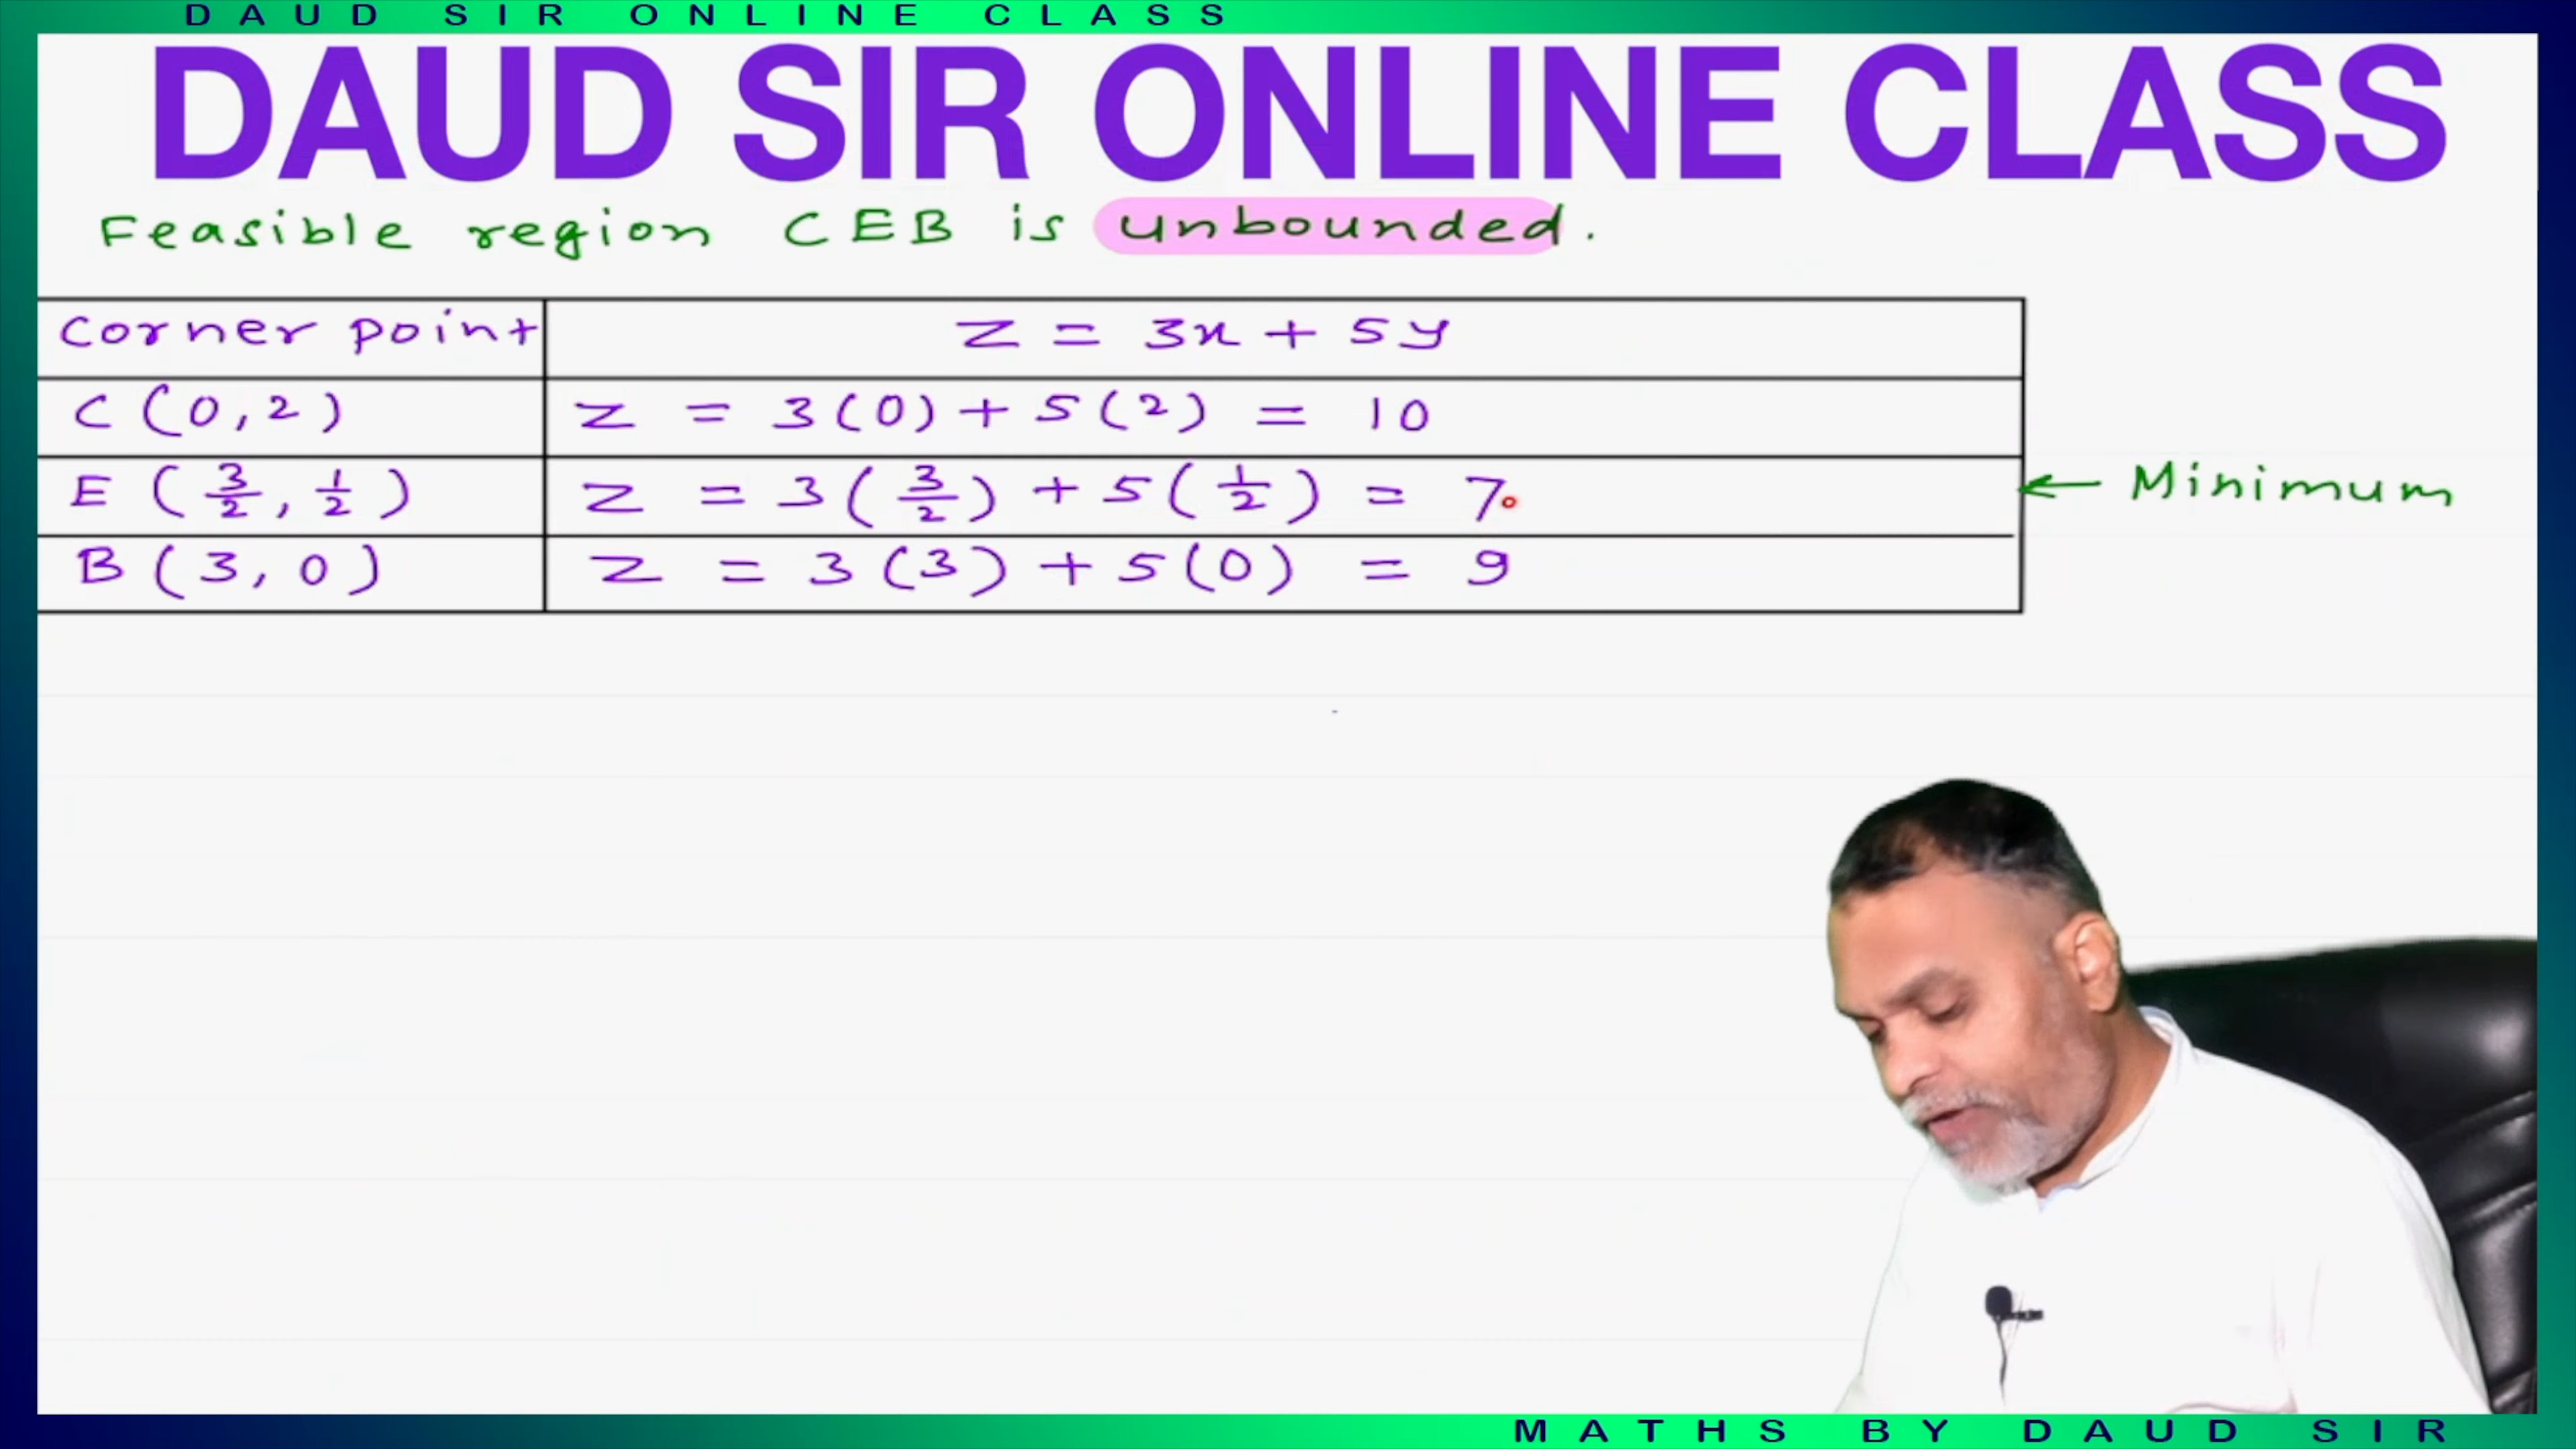 DAUD SIR ONLINE CLASS
DAUD SIR ONLINE CLASS
Feasible region CEB is unbounded.
Corner point Z = 3x + 5y
C (0,2) Z = 3(0) + 5(2) = 10
E (3/2, 1/2) Z = 3(3/2) + 5(1/2) = 7 ← Minimum
B (3,0) Z = 3(3) + 5(0) = 9
MATHS BY DAUD SIR